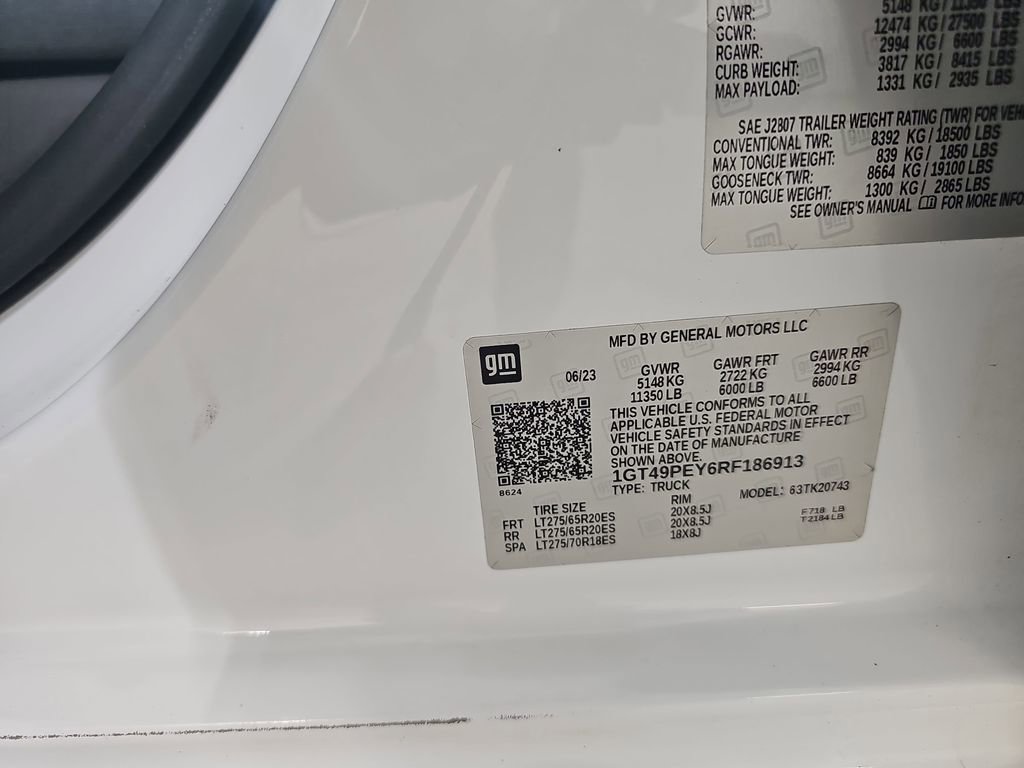 GVWR: 5148 KG/11350 LBS
GCWR: 12474 KG/27500 LBS
RGAWR: 2994 KG/ 6600 LBS
CURB WEIGHT: 3817 KG/ 8415 LBS
MAX PAYLOAD: 1331 KG/ 2935 LBS
SAE J2807 TRAILER WEIGHT RATING (TWR) FOR VEHI
CONVENTIONAL TWR: 8392 KG/18500 LBS
MAX TONGUE WEIGHT: 839 KG/ 1850 LBS
GOOSENECK TWR: 8664 KG/19100 LBS
MAX TONGUE WEIGHT: 1300 KG/ 2865 LBS
SEE OWNER'S MANUAL FOR MORE INFO
gm
MFD BY GENERAL MOTORS LLC
06/23 GVWR GAWR FRT GAWR RR
5148 KG 2722 KG 2994 KG
11350 LB 6000 LB 6600 LB
THIS VEHICLE CONFORMS TO ALL
APPLICABLE U.S. FEDERAL MOTOR
VEHICLE SAFETY STANDARDS IN EFFECT
ON THE DATE OF MANUFACTURE
SHOWN ABOVE.
1GT49PEY6RF186913
8624 TYPE: TRUCK MODEL: 63TK20743
TIRE SIZE RIM
FRT LT275/65R20ES 20X8.5J F718 LB
RR LT275/65R20ES 20X8.5J T2184LB
SPA LT275/70R18ES 18X8J